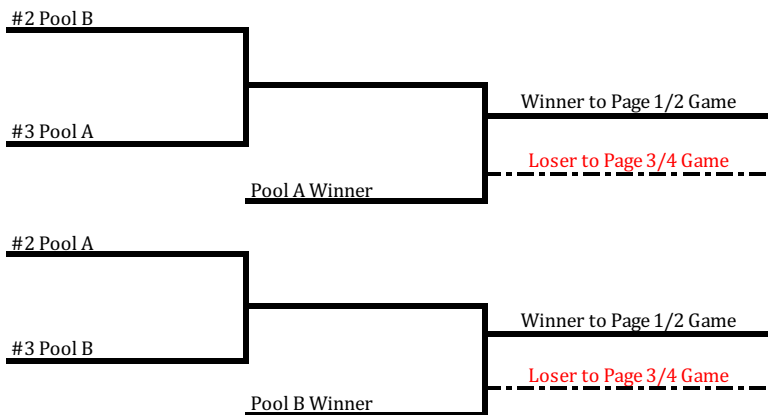 #2 Pool B
Winner to Page 1/2 Game
#3 Pool A
Loser to Page 3/4 Game
Pool A Winner
#2 Pool A
Winner to Page 1/2 Game
#3 Pool B
Loser to Page 3/4 Game
Pool B Winner